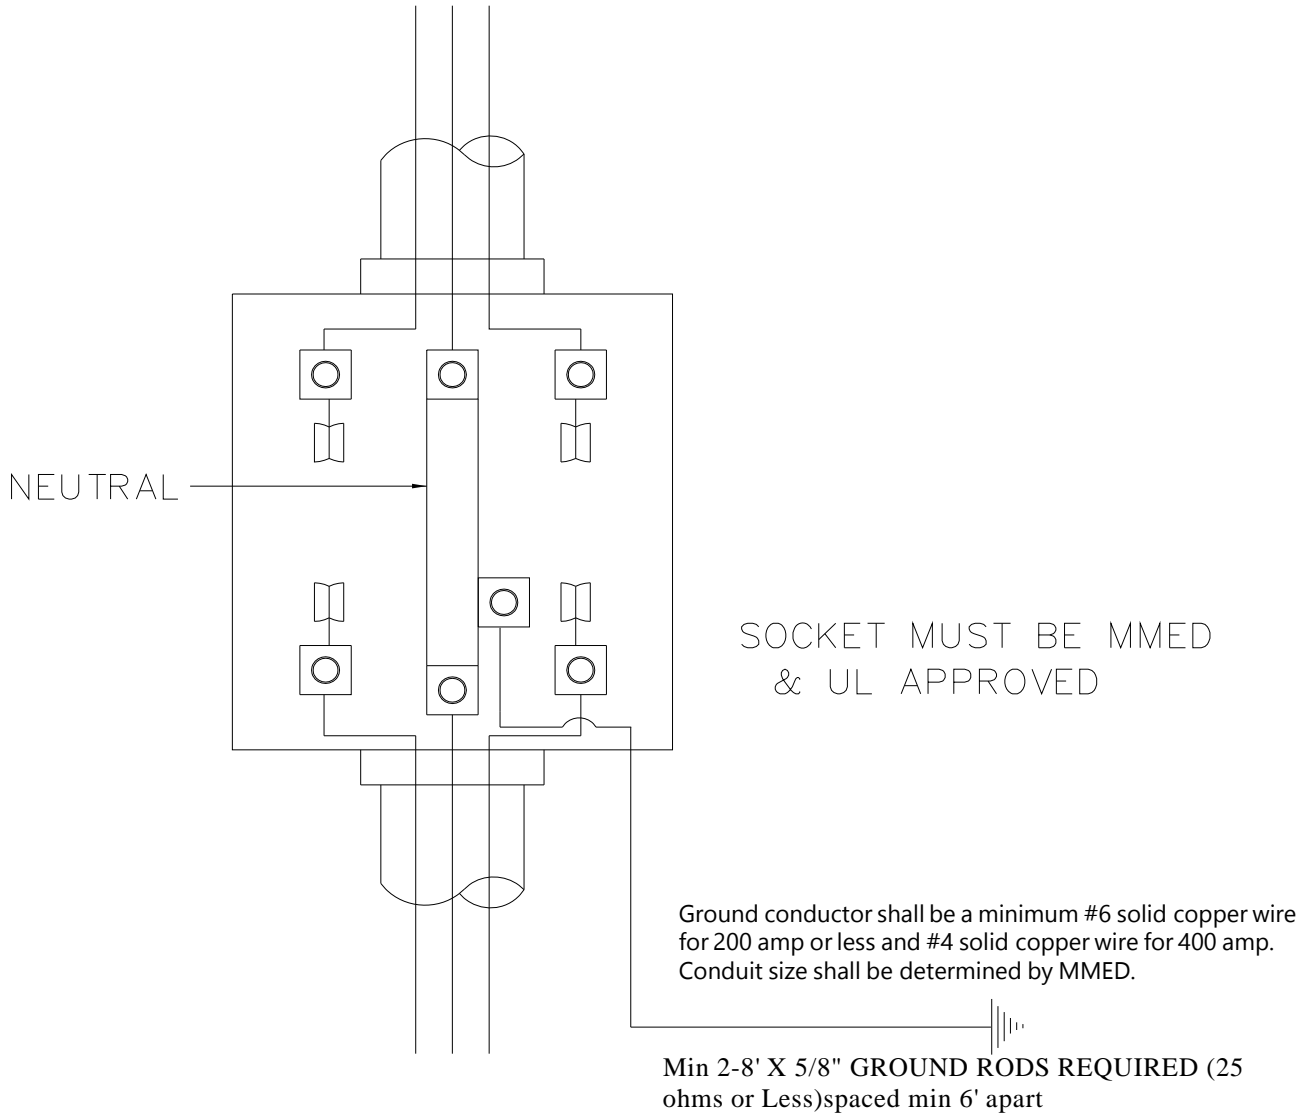 NEUTRAL
SOCKET MUST BE MMED
& UL APPROVED
Ground conductor shall be a minimum #6 solid copper wire
for 200 amp or less and #4 solid copper wire for 400 amp.
Conduit size shall be determined by MMED.
Min 2-8' X 5/8" GROUND RODS REQUIRED (25
ohms or Less)spaced min 6' apart